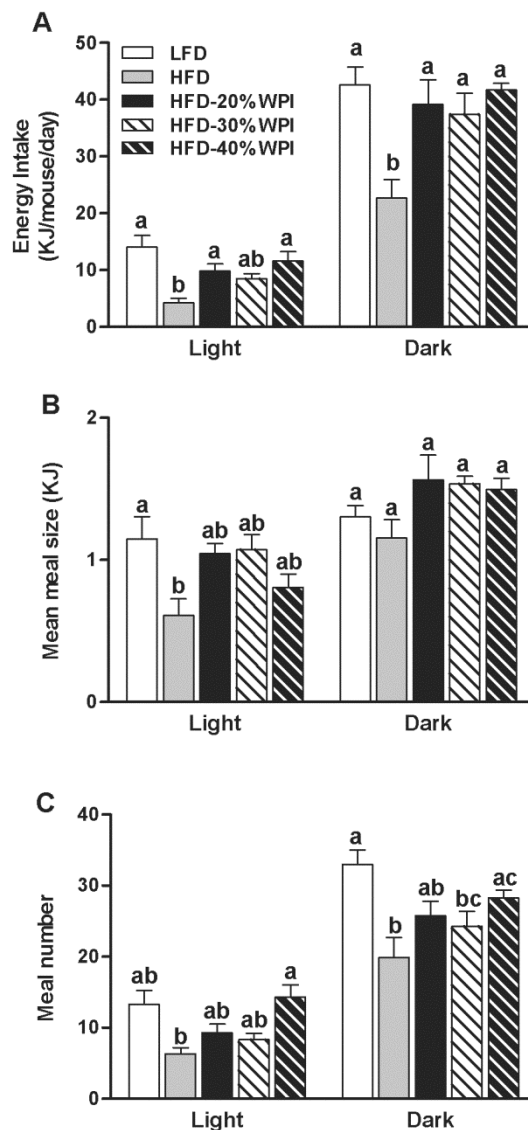 A
Energy Intake
(KJ/mouse/day)
50
40
30
20
10
0
LFD
HFD
HFD-20%WPI
HFD-30%WPI
HFD-40%WPI
a
b
a
ab
a
a
b
a
a
a
Light
Dark
B
Mean meal size (KJ)
2
1
0
a
b
ab
ab
ab
a
a
a
a
a
Light
Dark
C
Meal number
40
30
20
10
0
ab
b
ab
ab
a
a
b
ab
bc
ac
Light
Dark